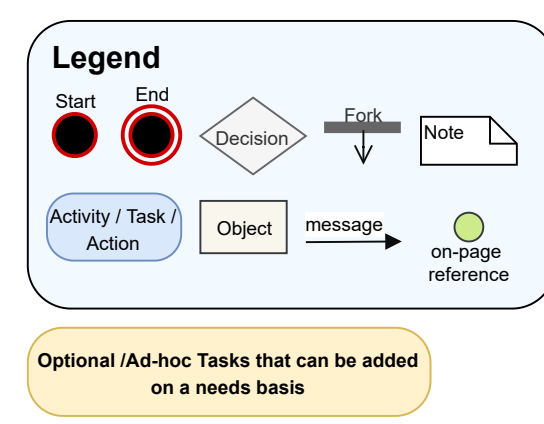 Legend
Start
End
Decision
Fork
Note
Activity / Task /
Action
Object
message
on-page
reference
Optional /Ad-hoc Tasks that can be added
on a needs basis